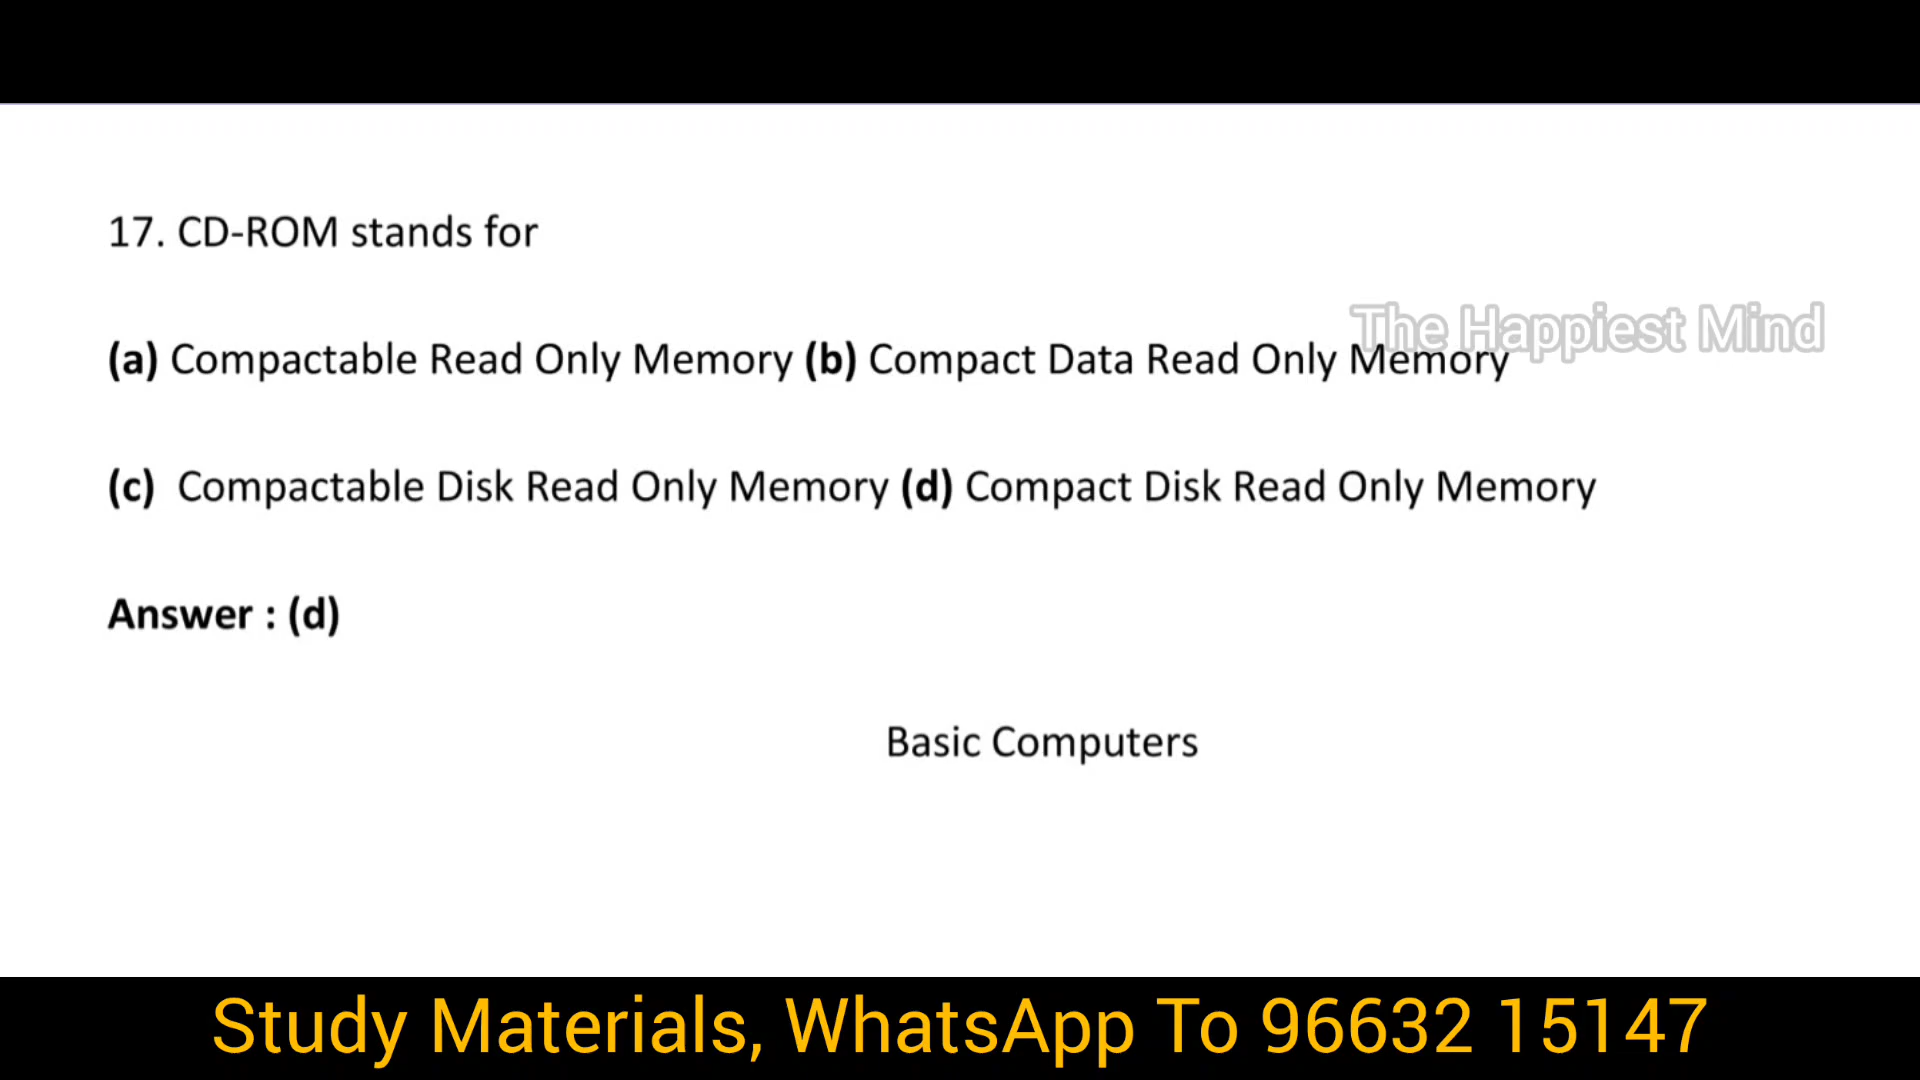 17. CD-ROM stands for
The Happiest Mind
(a) Compactable Read Only Memory (b) Compact Data Read Only Memory
(c) Compactable Disk Read Only Memory (d) Compact Disk Read Only Memory
Answer : (d)
Basic Computers
Study Materials, WhatsApp To 96632 15147